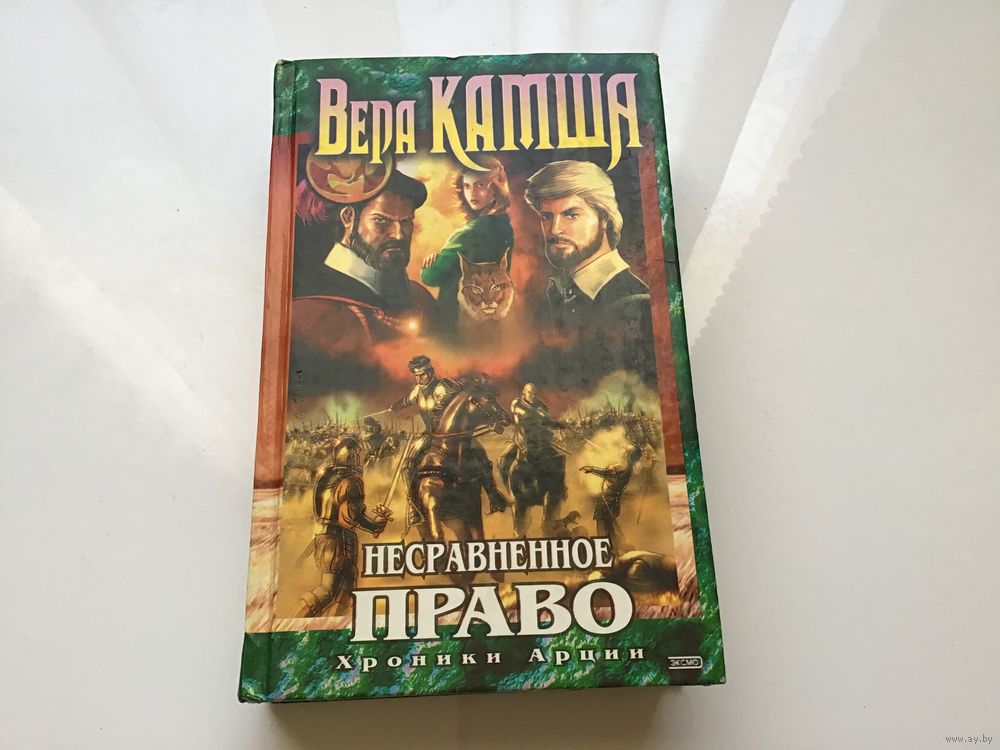 Вера КАМША
НЕСРАВНЕННОЕ
ПРАВО
Хроники Арции
ЭКСМО
www.ay.by